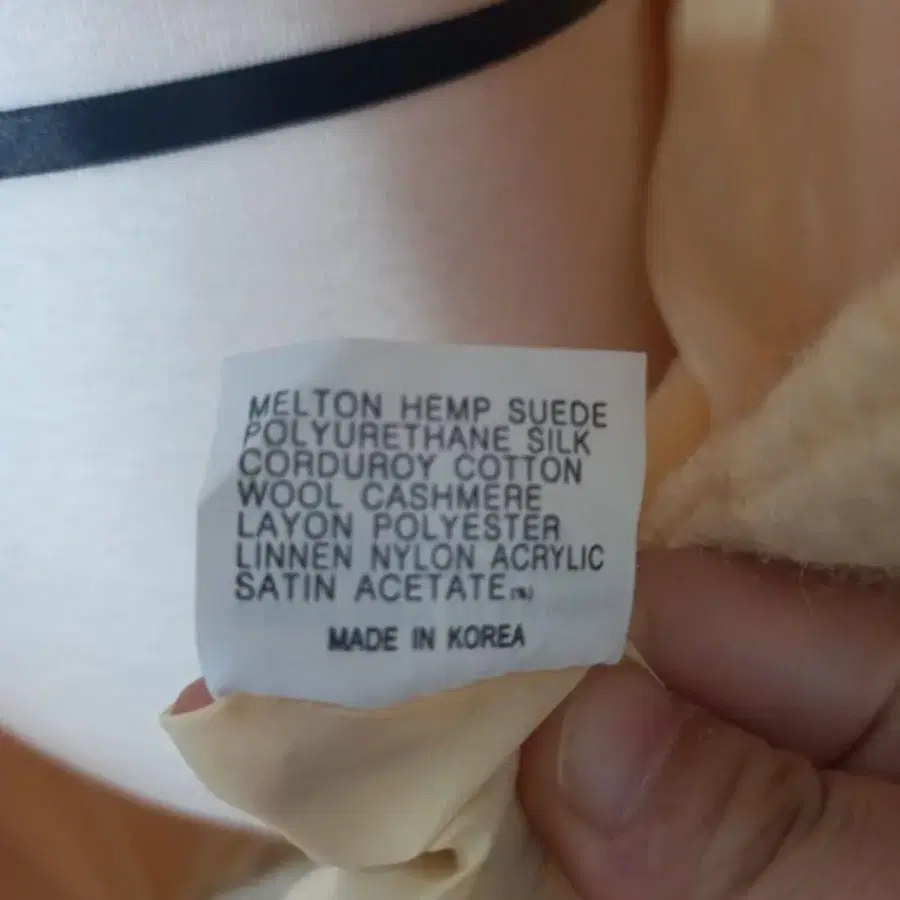 MELTON HEMP SUEDE
POLYURETHANE SILK
CORDUROY COTTON
WOOL CASHMERE
LAYON POLYESTER
LINNEN NYLON ACRYLIC
SATIN ACETATE(%)
MADE IN KOREA